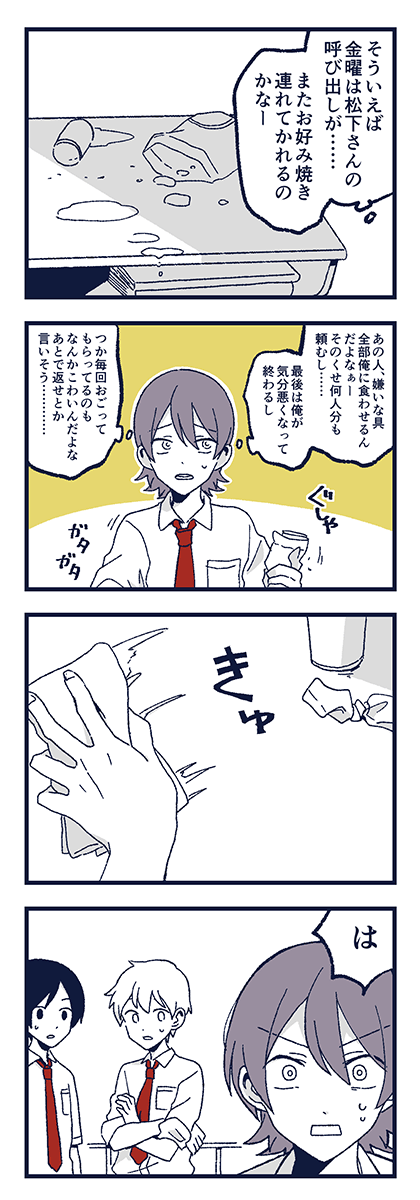 そういえば
金曜は松下さんの
呼び出しが……
またお好み焼き
連れてかれるの
かなー
あの人、嫌いな具
全部俺に食わせるん
だよなぁー
そのくせ何人分も
頼むし……
最後は俺が
気分悪くなって
終わるし
つか毎回おごって
もらってるのも
なんかこわいんだよな
あとで返せとか
言いそう………
ぐしゃ
ガタ
ガタ
きゅ
は